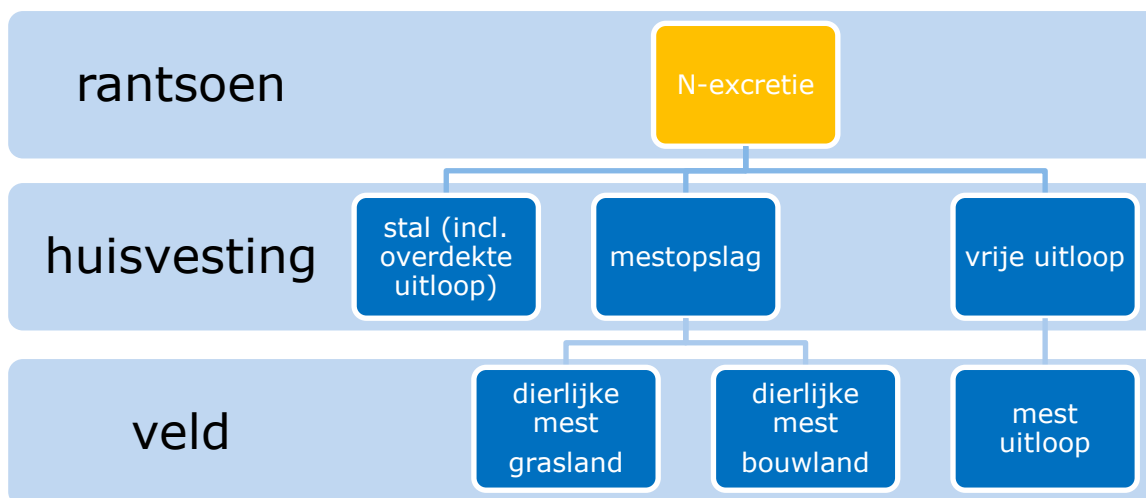 rantsoen
N-excretie
huisvesting
stal (incl.
overdekte
uitloop)
mestopslag
vrije uitloop
veld
dierlijke
mest
grasland
dierlijke
mest
bouwland
mest
uitloop